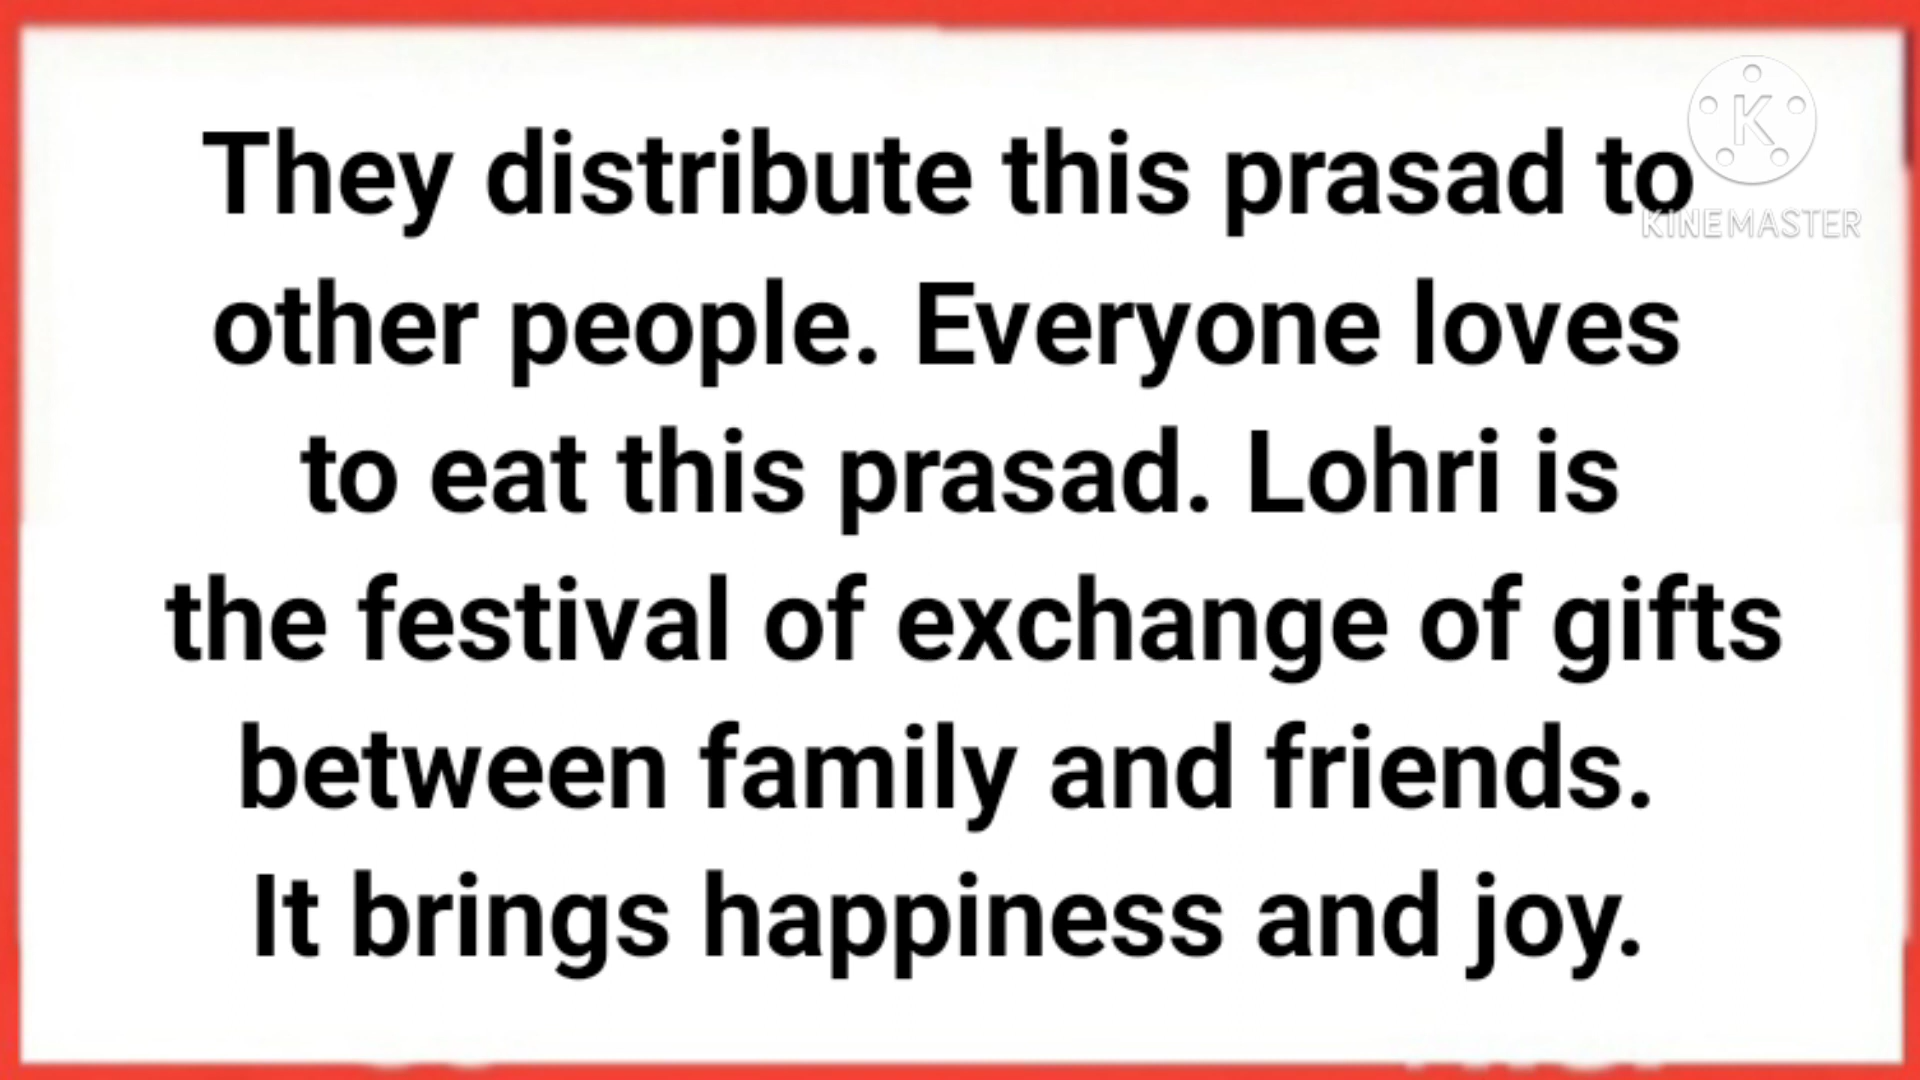 They distribute this prasad to
other people. Everyone loves
to eat this prasad. Lohri is
the festival of exchange of gifts
between family and friends.
It brings happiness and joy.
K
KINEMASTER